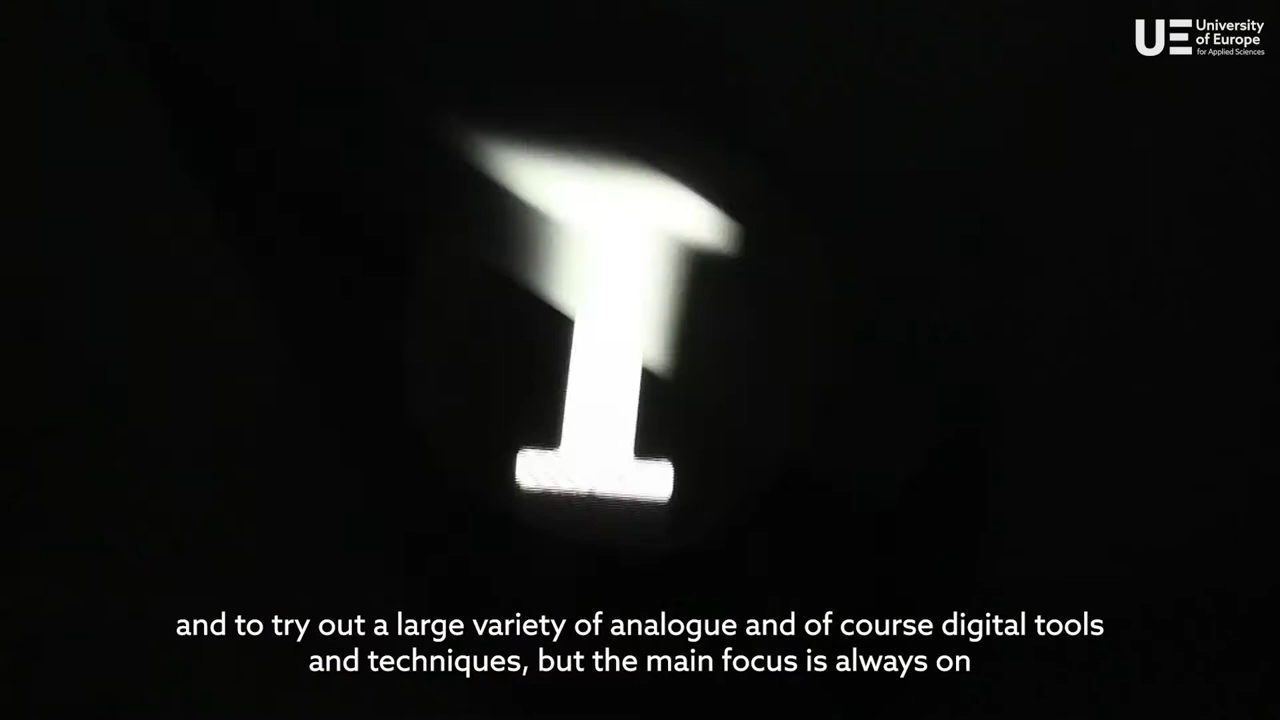 UE University
of Europe
for Applied Sciences
I
and to try out a large variety of analogue and of course digital tools
and techniques, but the main focus is always on